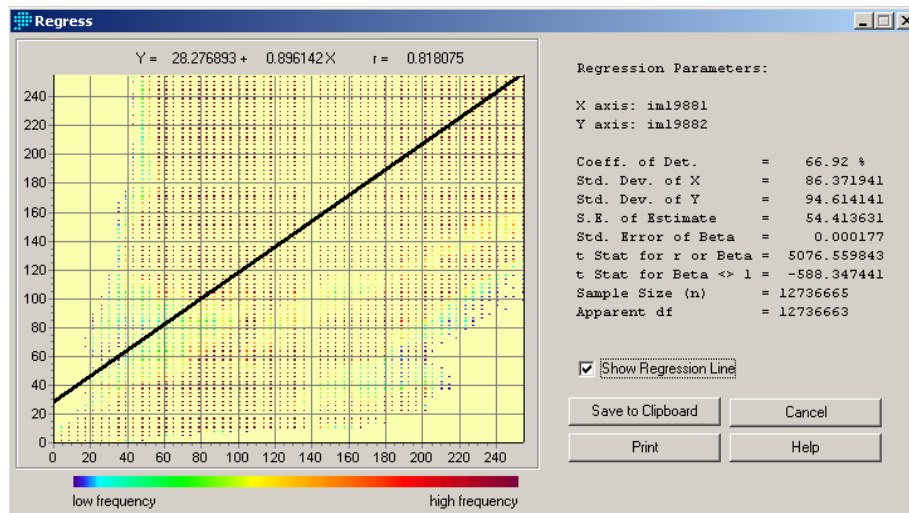 Regress
Y = 28.276893 + 0.896142 X r = 0.818075
240
220
200
180
160
140
120
100
80
60
40
20
0
0 20 40 60 80 100 120 140 160 180 200 220 240
low frequency high frequency
Regression Parameters:
X axis: im19881
Y axis: im19882
Coeff. of Det. = 66.92 %
Std. Dev. of X = 86.371941
Std. Dev. of Y = 94.614141
S.E. of Estimate = 54.413631
Std. Error of Beta = 0.000177
t Stat for r or Beta = 5076.559843
t Stat for Beta <> 1 = -588.347441
Sample Size (n) = 12736665
Apparent df = 12736663
Show Regression Line
Save to Clipboard Cancel
Print Help